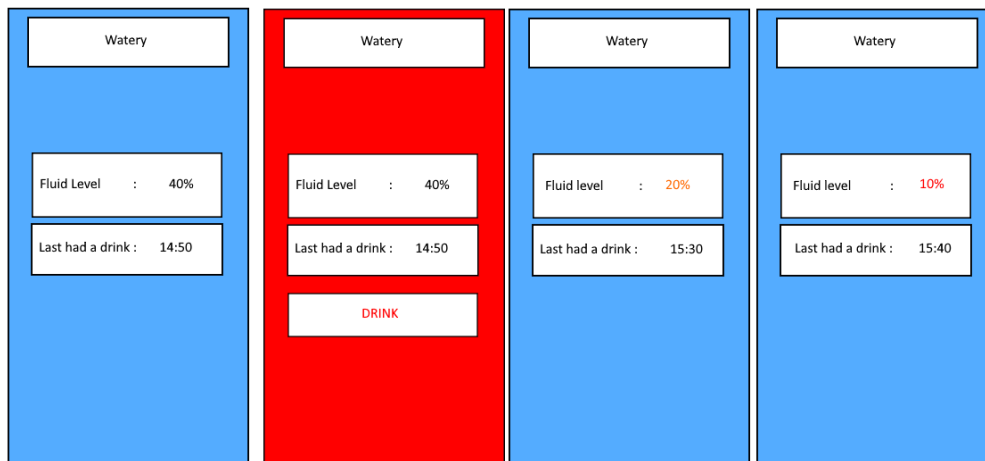 Watery
Fluid Level : 40%
Last had a drink : 14:50
Watery
Fluid Level : 40%
Last had a drink : 14:50
DRINK
Watery
Fluid level : 20%
Last had a drink : 15:30
Watery
Fluid level : 10%
Last had a drink : 15:40